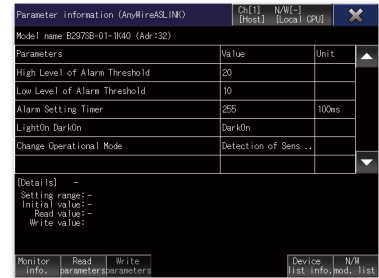 Parameter information (AnyWireASLINK)
Ch[1] N/W[-]
[Host] [Local CPU]
Model name B297SB-01-1K40 (Adr:32)
Parameters Value Unit
High Level of Alarm Threshold 20
Low Level of Alarm Threshold 10
Alarm Setting Timer 255 100ms
LightOn DarkOn DarkOn
Change Operational Mode Detection of Sens ..
[Details] -
Setting range:-
Initial value:-
Read value:-
Write value:-
Monitor info.
Read parameters
Write parameters
Device list info.
N/W mod. list